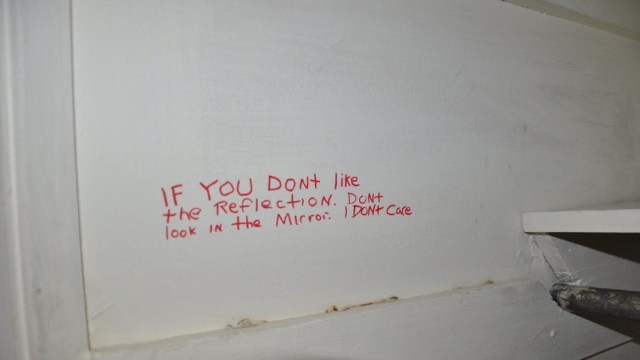 IF YOU DONt like
the ReflectION. DONt
look IN the Mirror. I DONt Care